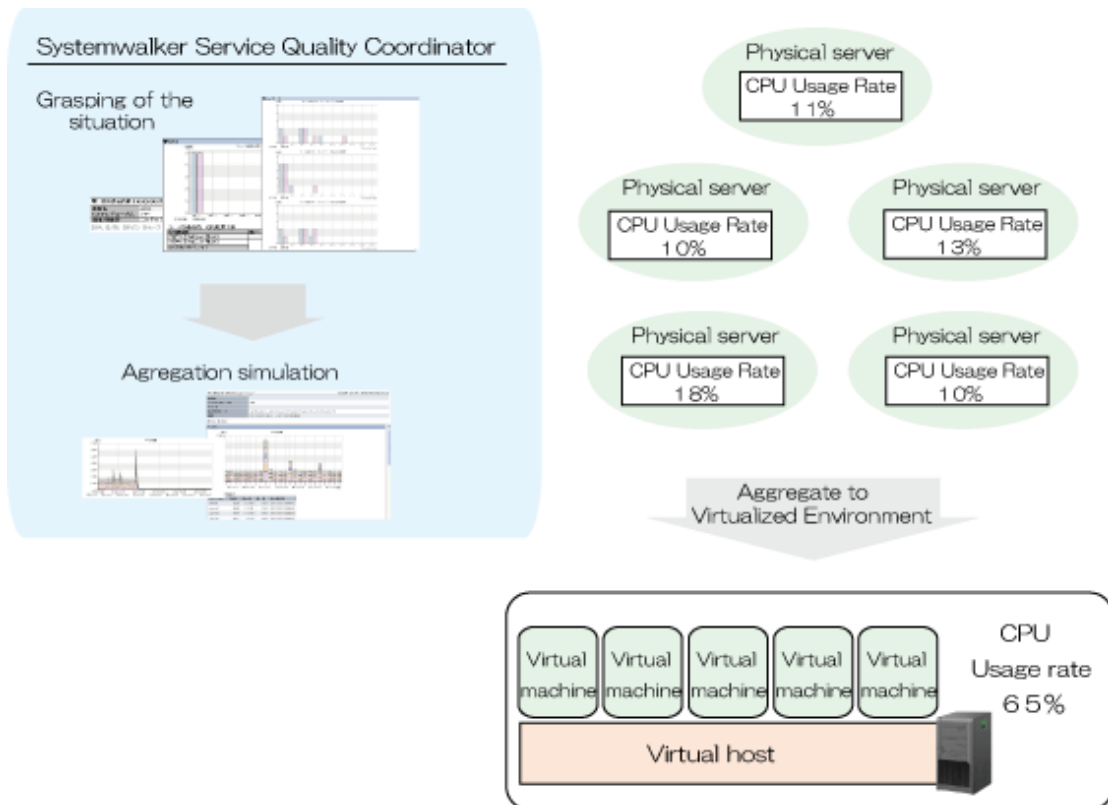 Systemwalker Service Quality Coordinator
Grasping of the
situation
Agregation simulation
Physical server
CPU Usage Rate
11%
Physical server
CPU Usage Rate
10%
Physical server
CPU Usage Rate
13%
Physical server
CPU Usage Rate
18%
Physical server
CPU Usage Rate
10%
Aggregate to
Virtualized Environment
Virtual
machine
Virtual
machine
Virtual
machine
Virtual
machine
Virtual
machine
CPU
Usage rate
65%
Virtual host